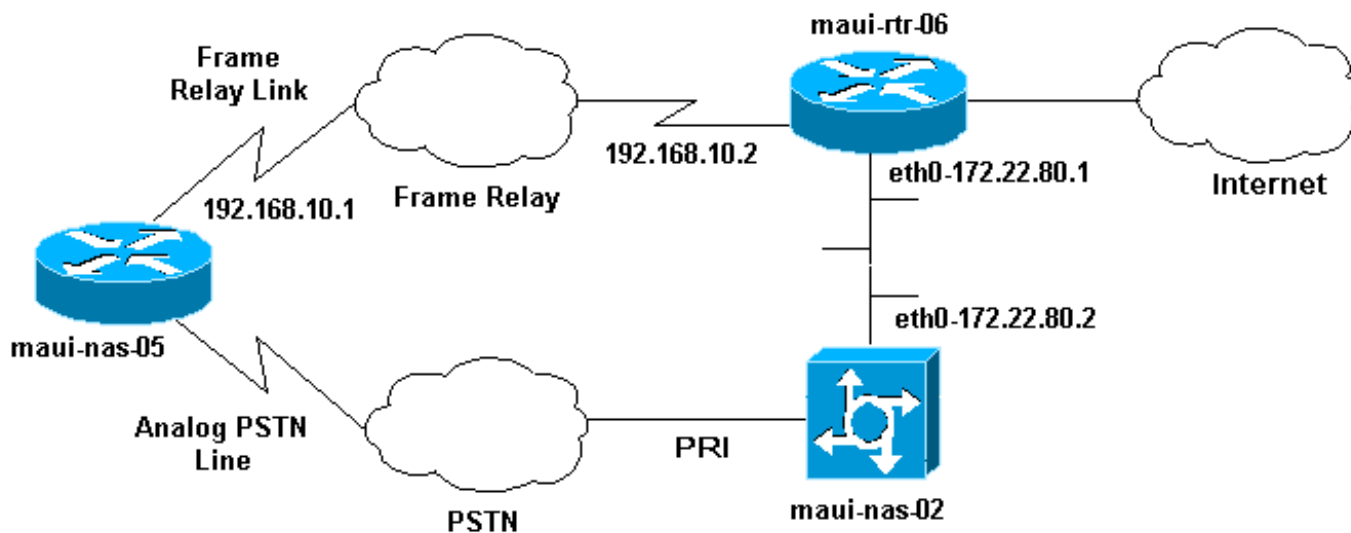 maui-rtr-06
Frame
Relay Link
192.168.10.2
eth0-172.22.80.1
Internet
Frame Relay
192.168.10.1
maui-nas-05
eth0-172.22.80.2
Analog PSTN
Line
PRI
PSTN
maui-nas-02